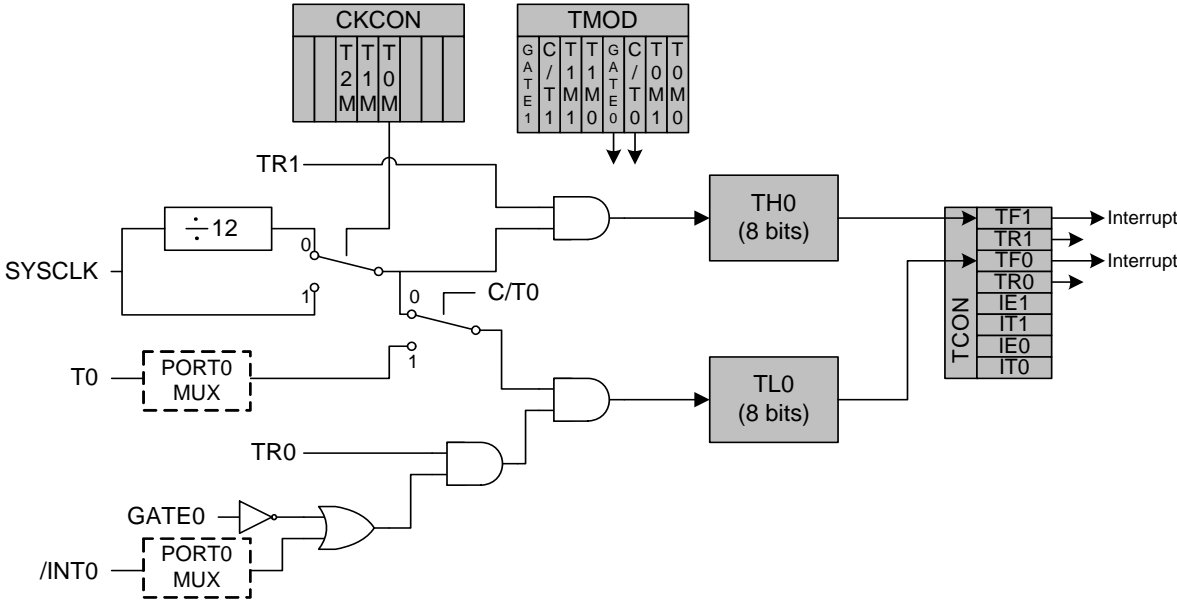 CKCON
T2M
T1M
T0M
TMOD
GATE1
C/T1
T1M1
T1M0
GATE0
C/T0
T0M1
T0M0
TR1
÷12
0
SYSCLK
1
0
C/T0
1
T0
PORT0
MUX
TR0
GATE0
/INT0
PORT0
MUX
TH0
(8 bits)
TL0
(8 bits)
TCON
TF1
TR1
TF0
TR0
IE1
IT1
IE0
IT0
Interrupt
Interrupt